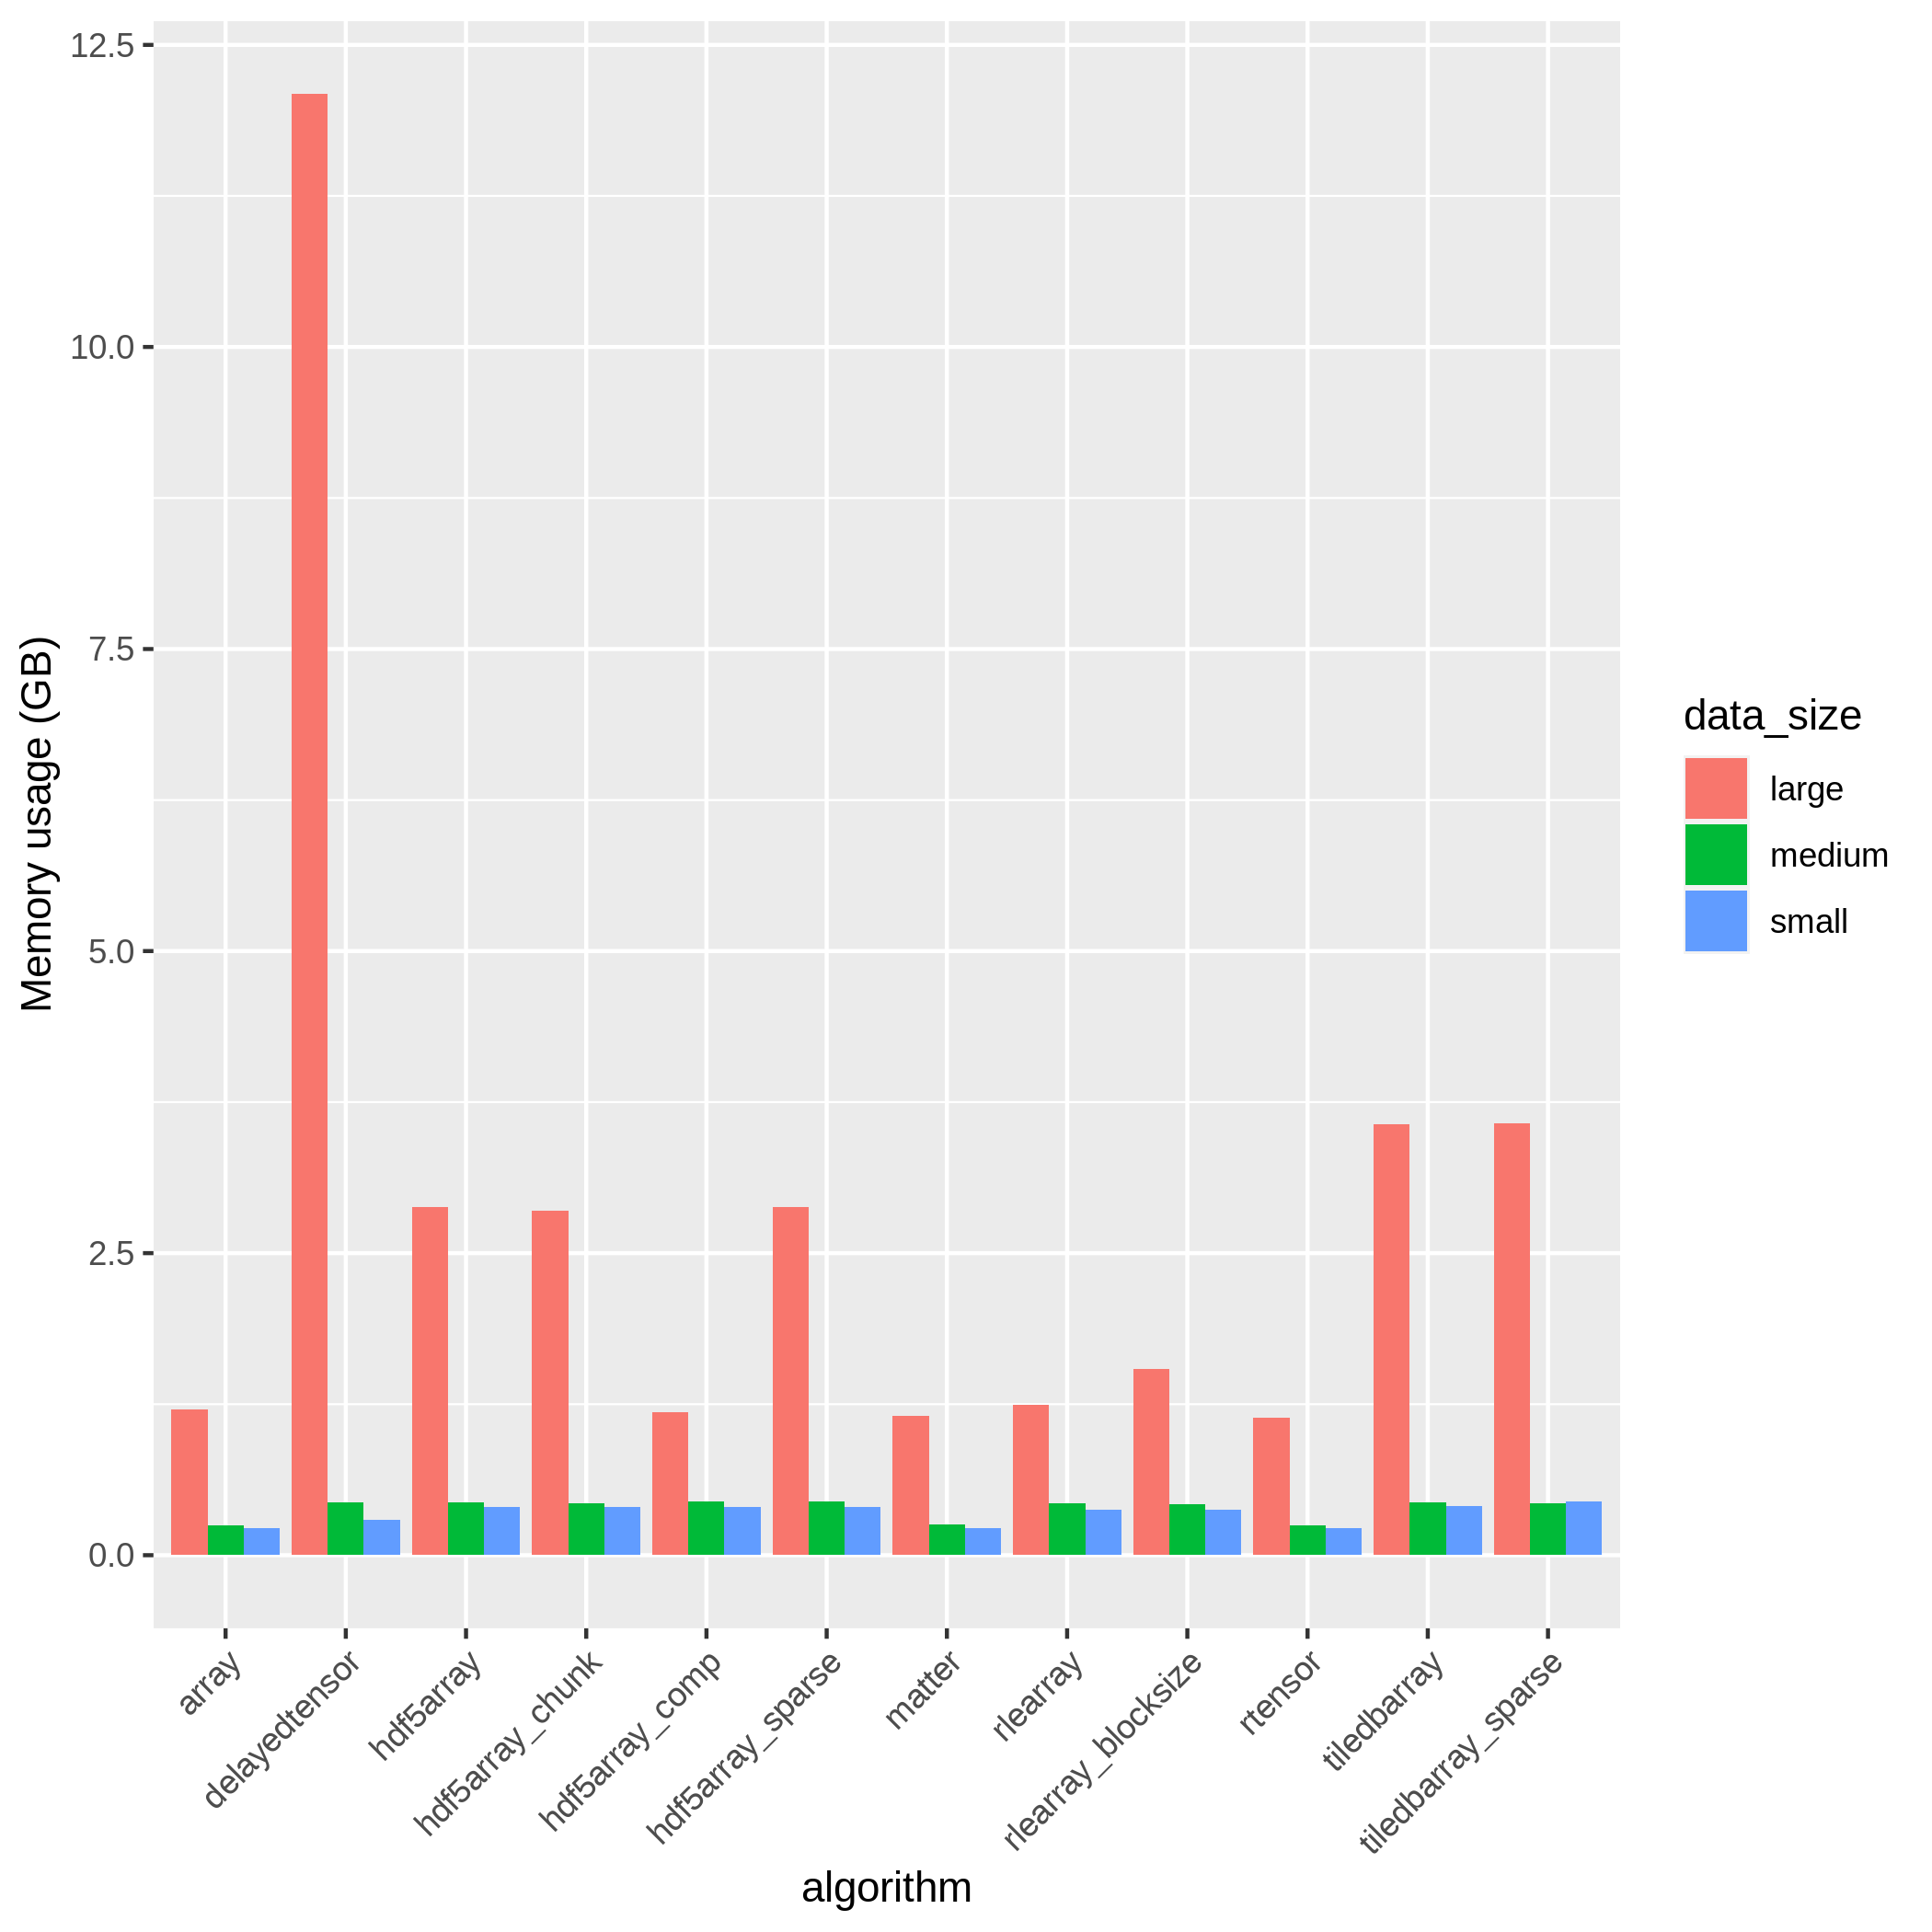 12.5
10.0
7.5
5.0
2.5
0.0
Memory usage (GB)
array
delayedtensor
hdf5array
hdf5array_chunk
hdf5array_comp
hdf5array_sparse
matter
rlearray
rlearray_blocksize
rtensor
tiledbarray
tiledbarray_sparse
algorithm
data_size
large
medium
small